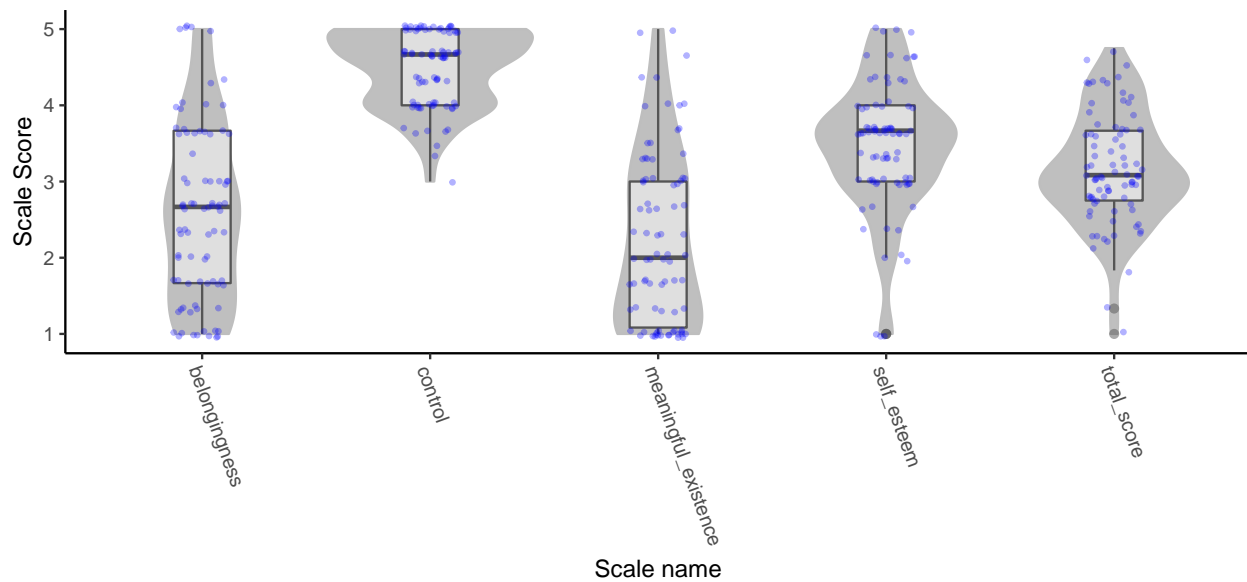 Scale Score
5
4
3
2
1
belongingness
control
meaningful_existence
self_esteem
total_score
Scale name